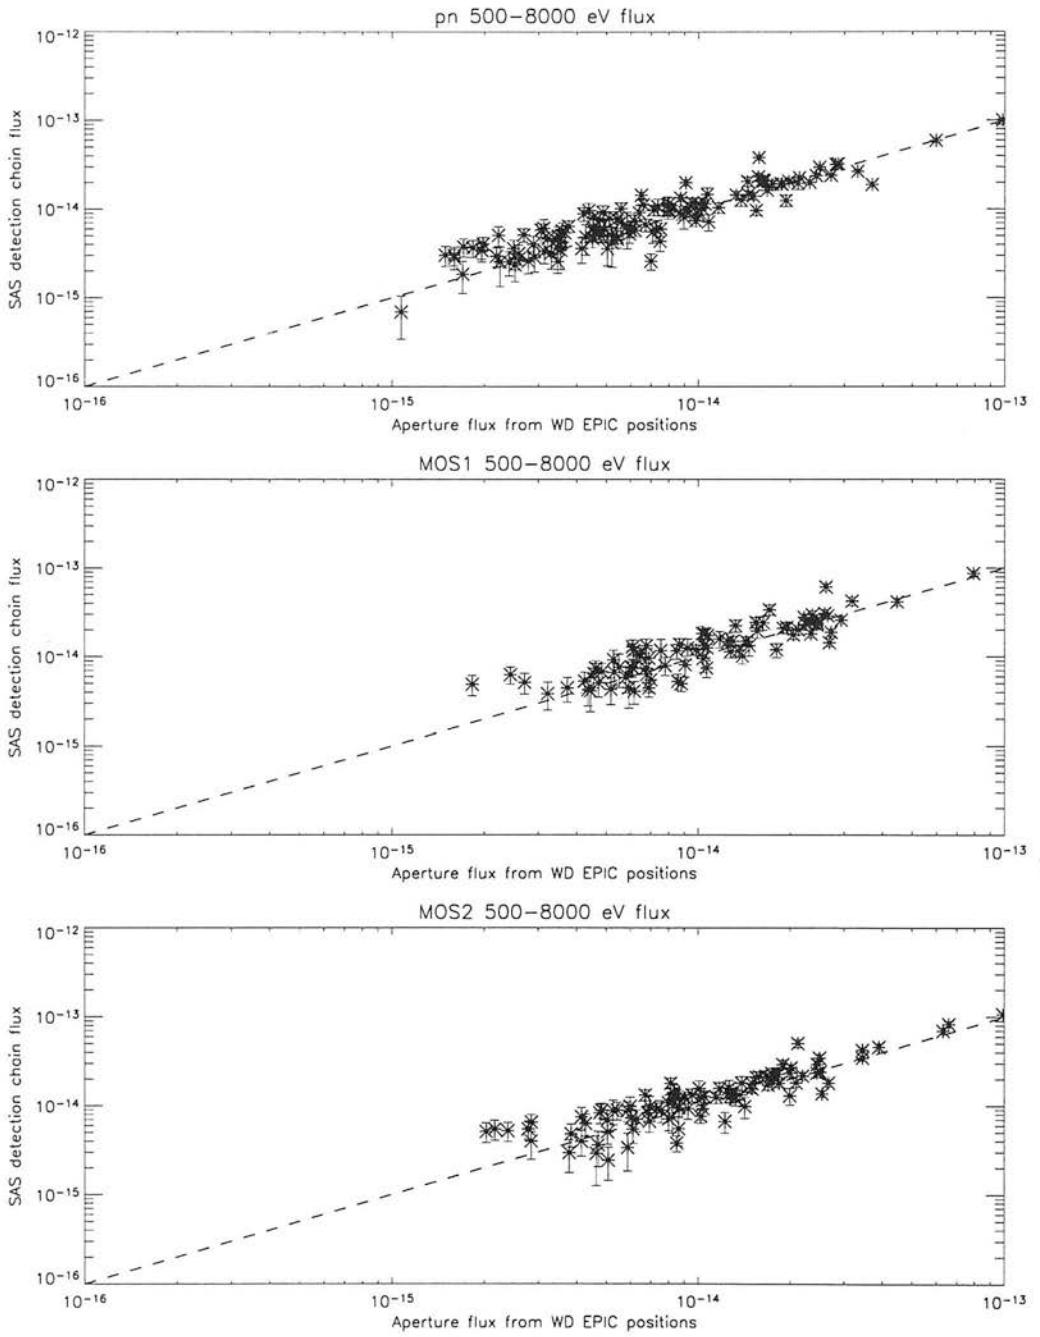 pn 500-8000 eV flux
10-12
10-13
10-14
10-15
10-16
SAS detection chain flux
10-16 10-15 10-14 10-13
Aperture flux from WD EPIC positions
MOS1 500-8000 eV flux
10-12
10-13
10-14
10-15
10-16
SAS detection chain flux
10-16 10-15 10-14 10-13
Aperture flux from WD EPIC positions
MOS2 500-8000 eV flux
10-12
10-13
10-14
10-15
10-16
SAS detection chain flux
10-16 10-15 10-14 10-13
Aperture flux from WD EPIC positions